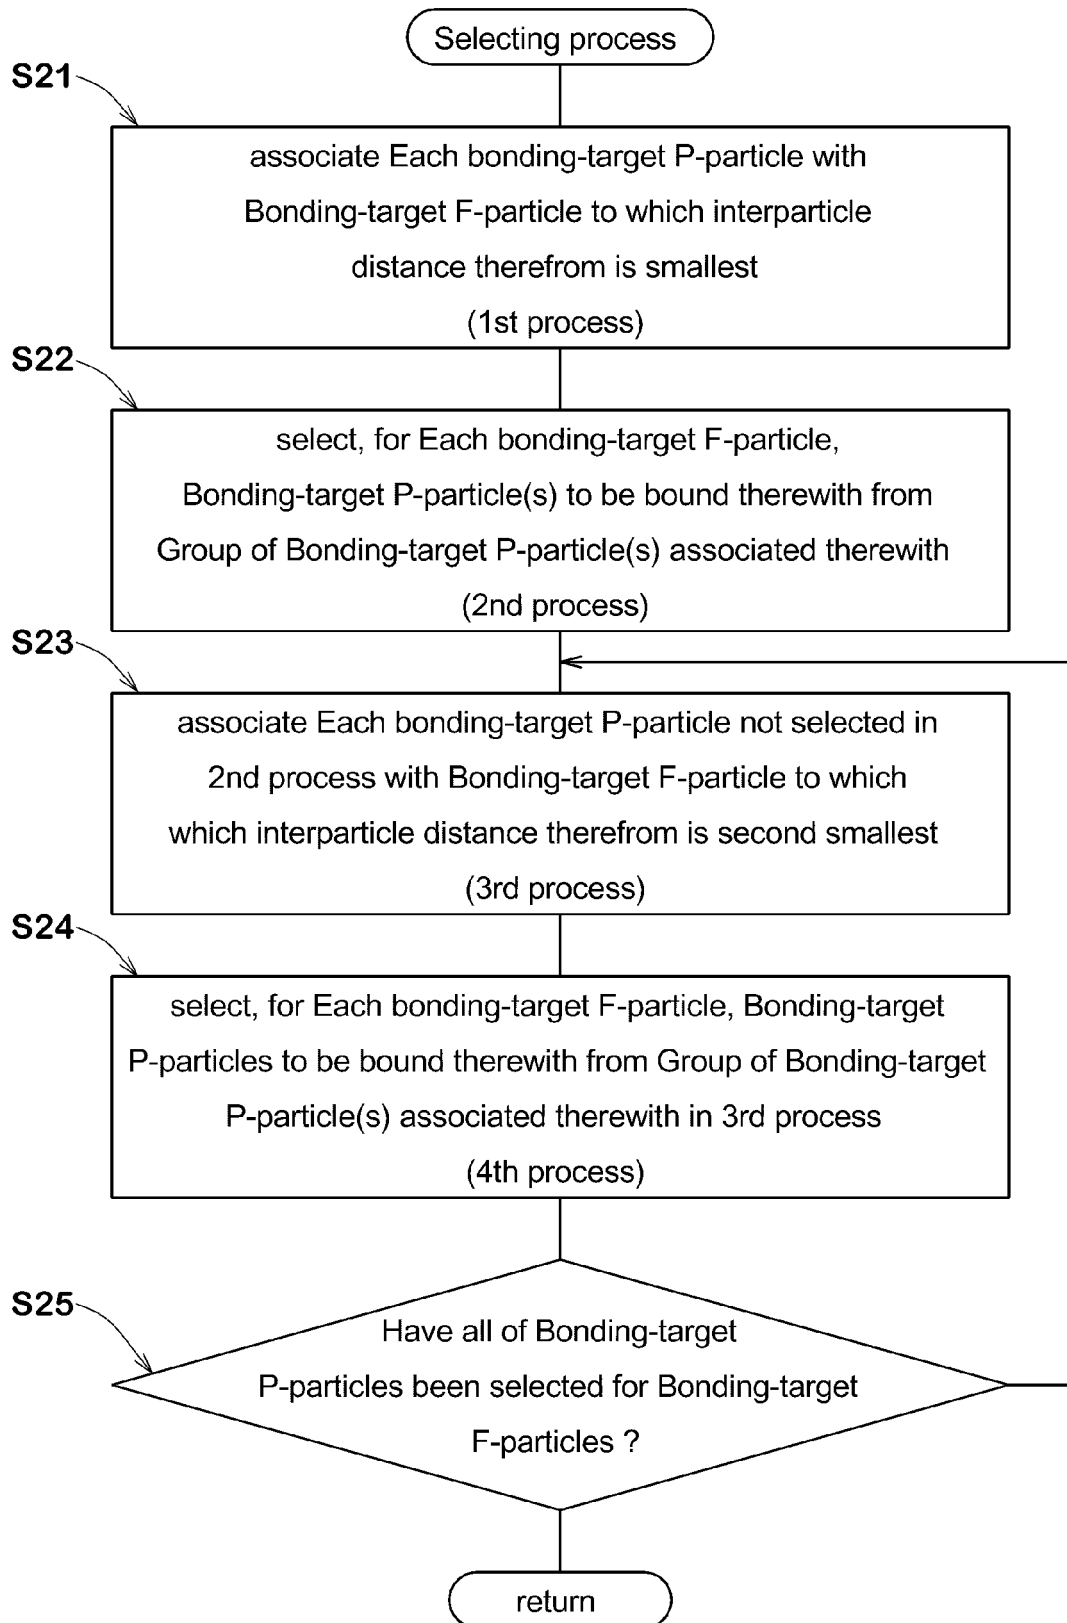 Selecting process
S21
associate Each bonding-target P-particle with
Bonding-target F-particle to which interparticle
distance therefrom is smallest
(1st process)
S22
select, for Each bonding-target F-particle,
Bonding-target P-particle(s) to be bound therewith from
Group of Bonding-target P-particle(s) associated therewith
(2nd process)
S23
associate Each bonding-target P-particle not selected in
2nd process with Bonding-target F-particle to which
which interparticle distance therefrom is second smallest
(3rd process)
S24
select, for Each bonding-target F-particle, Bonding-target
P-particles to be bound therewith from Group of Bonding-target
P-particle(s) associated therewith in 3rd process
(4th process)
S25
Have all of Bonding-target
P-particles been selected for Bonding-target
F-particles ?
return